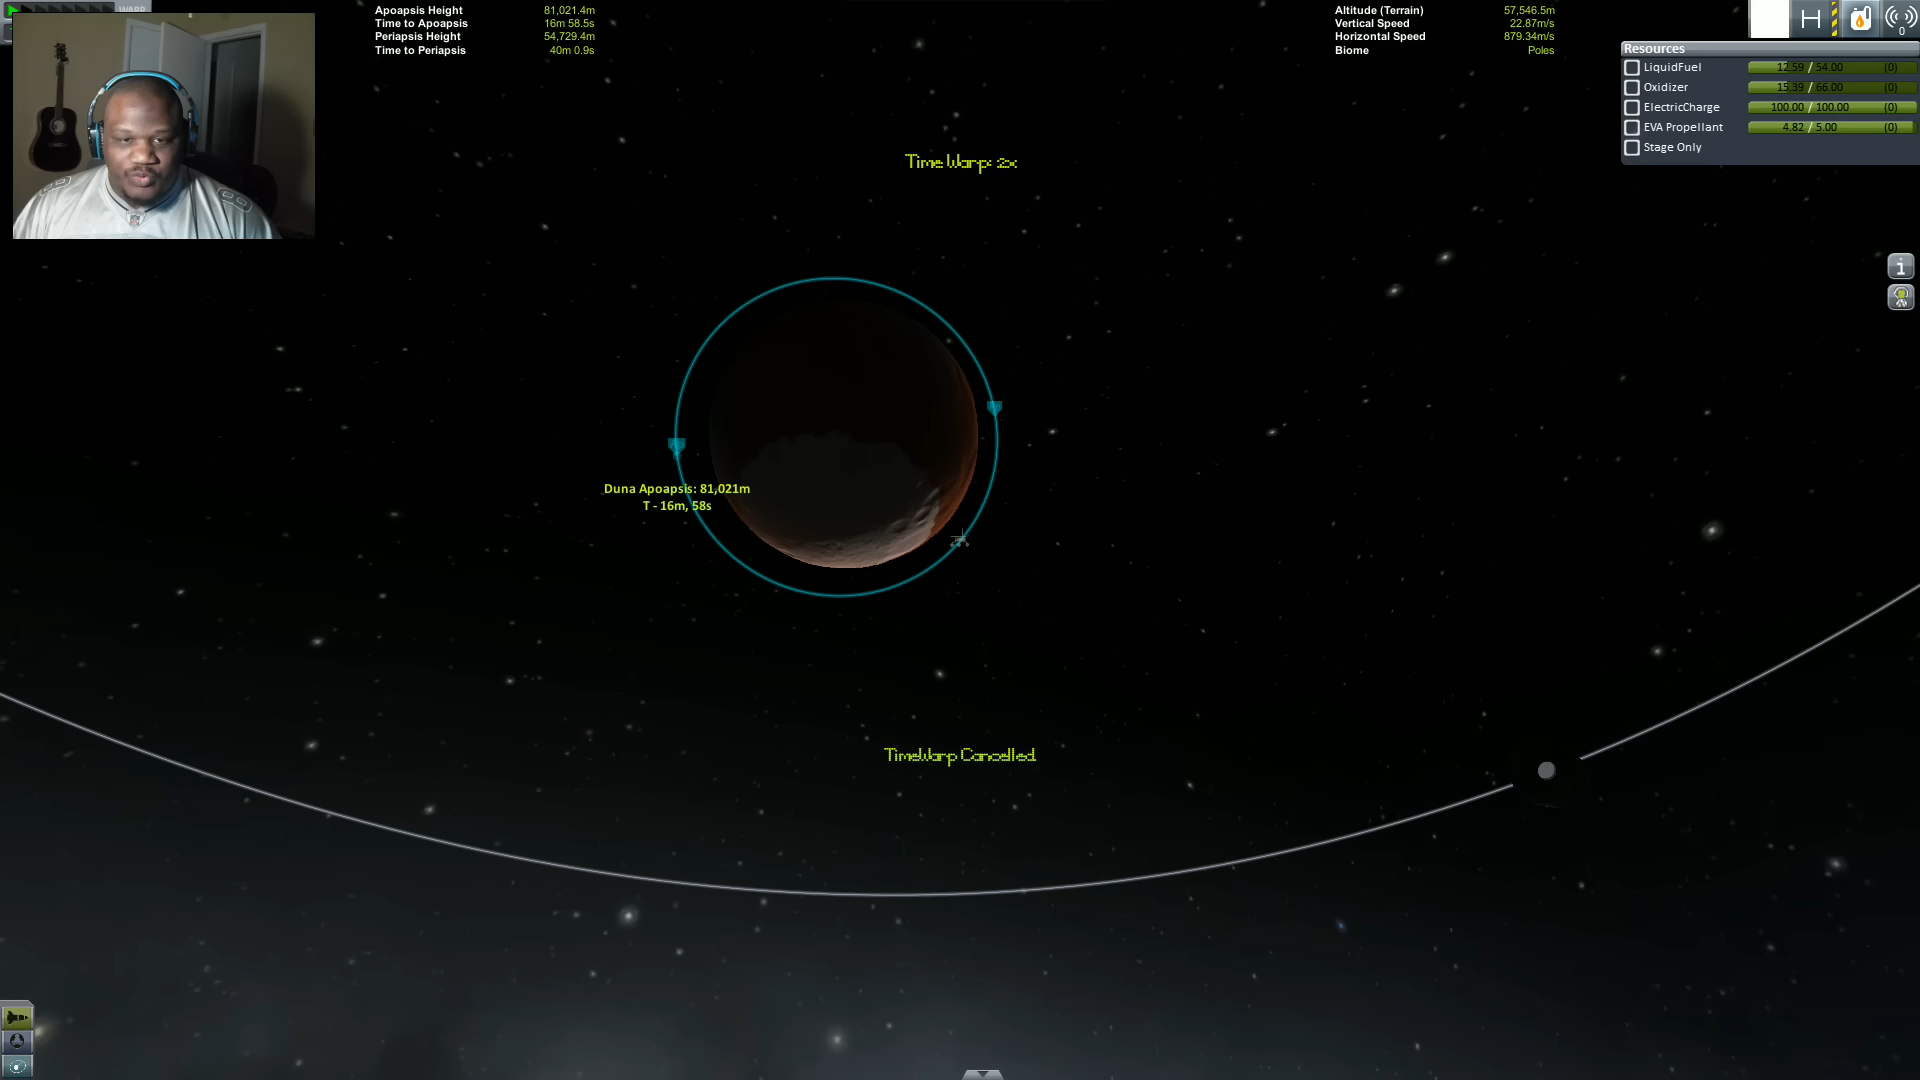 WARP
Apoapsis Height 81,021.4m
Time to Apoapsis 16m 58.5s
Periapsis Height 54,729.4m
Time to Periapsis 40m 0.9s
Altitude (Terrain) 57,546.5m
Vertical Speed 22.87m/s
Horizontal Speed 879.34m/s
Biome Poles
0
Resources
LiquidFuel 12.59 / 54.00 (0)
Oxidizer 15.39 / 66.00 (0)
ElectricCharge 100.00 / 100.00 (0)
EVA Propellant 4.82 / 5.00 (0)
Stage Only
Time Warp: 2x
Duna Apoapsis: 81,021m
T - 16m, 58s
TimeWarp Cancelled